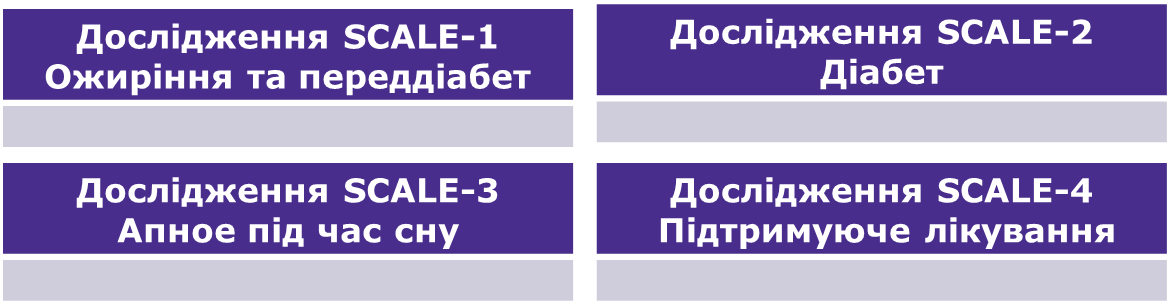 Дослідження SCALE-1
Ожиріння та переддіабет
Дослідження SCALE-2
Діабет
Дослідження SCALE-3
Апное під час сну
Дослідження SCALE-4
Підтримуюче лікування